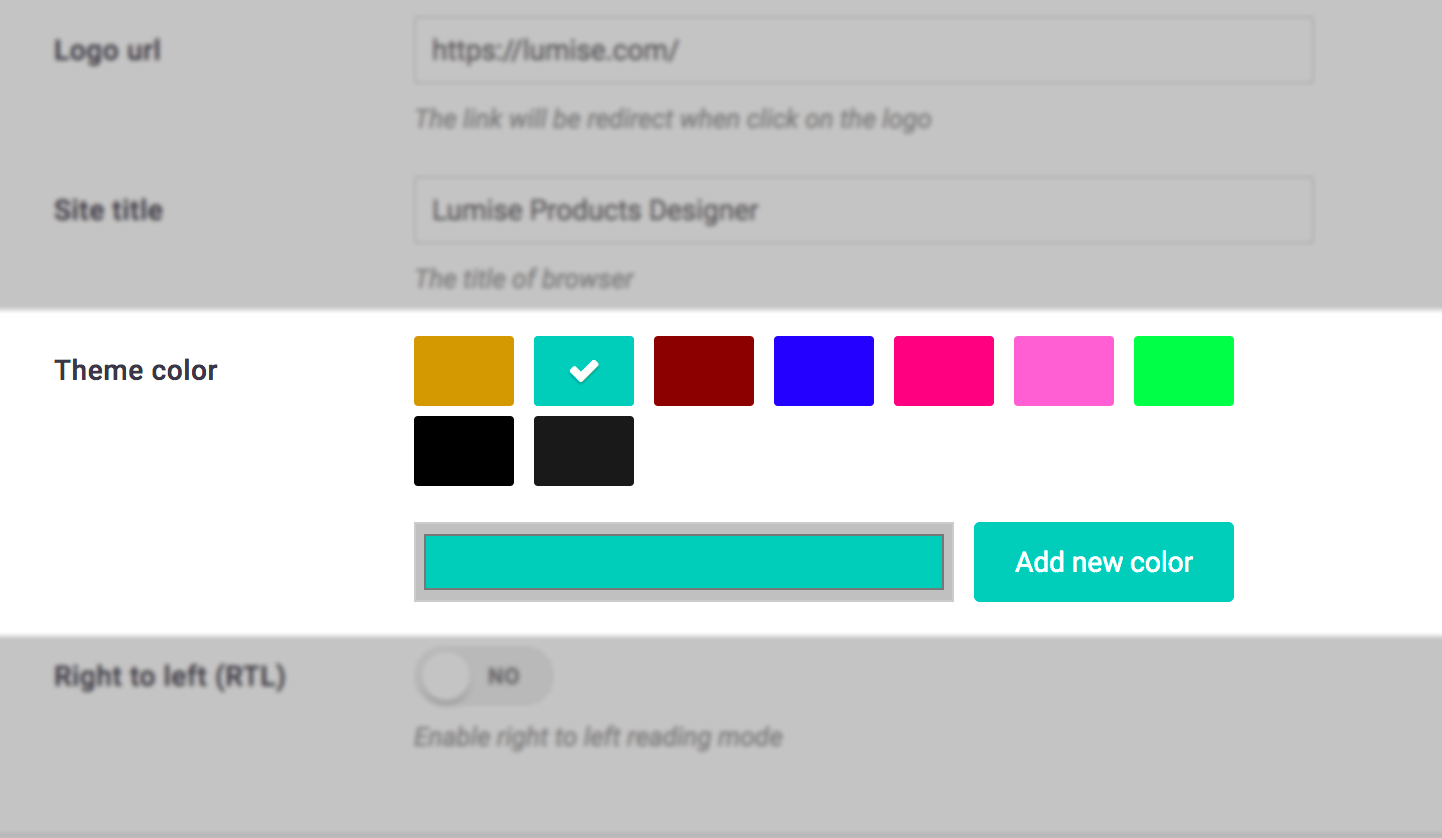 Logo url
https://lumise.com/
The link will be redirect when click on the logo
Site title
Lumise Products Designer
The title of browser
Theme color
Add new color
Right to left (RTL)
NO
Enable right to left reading mode